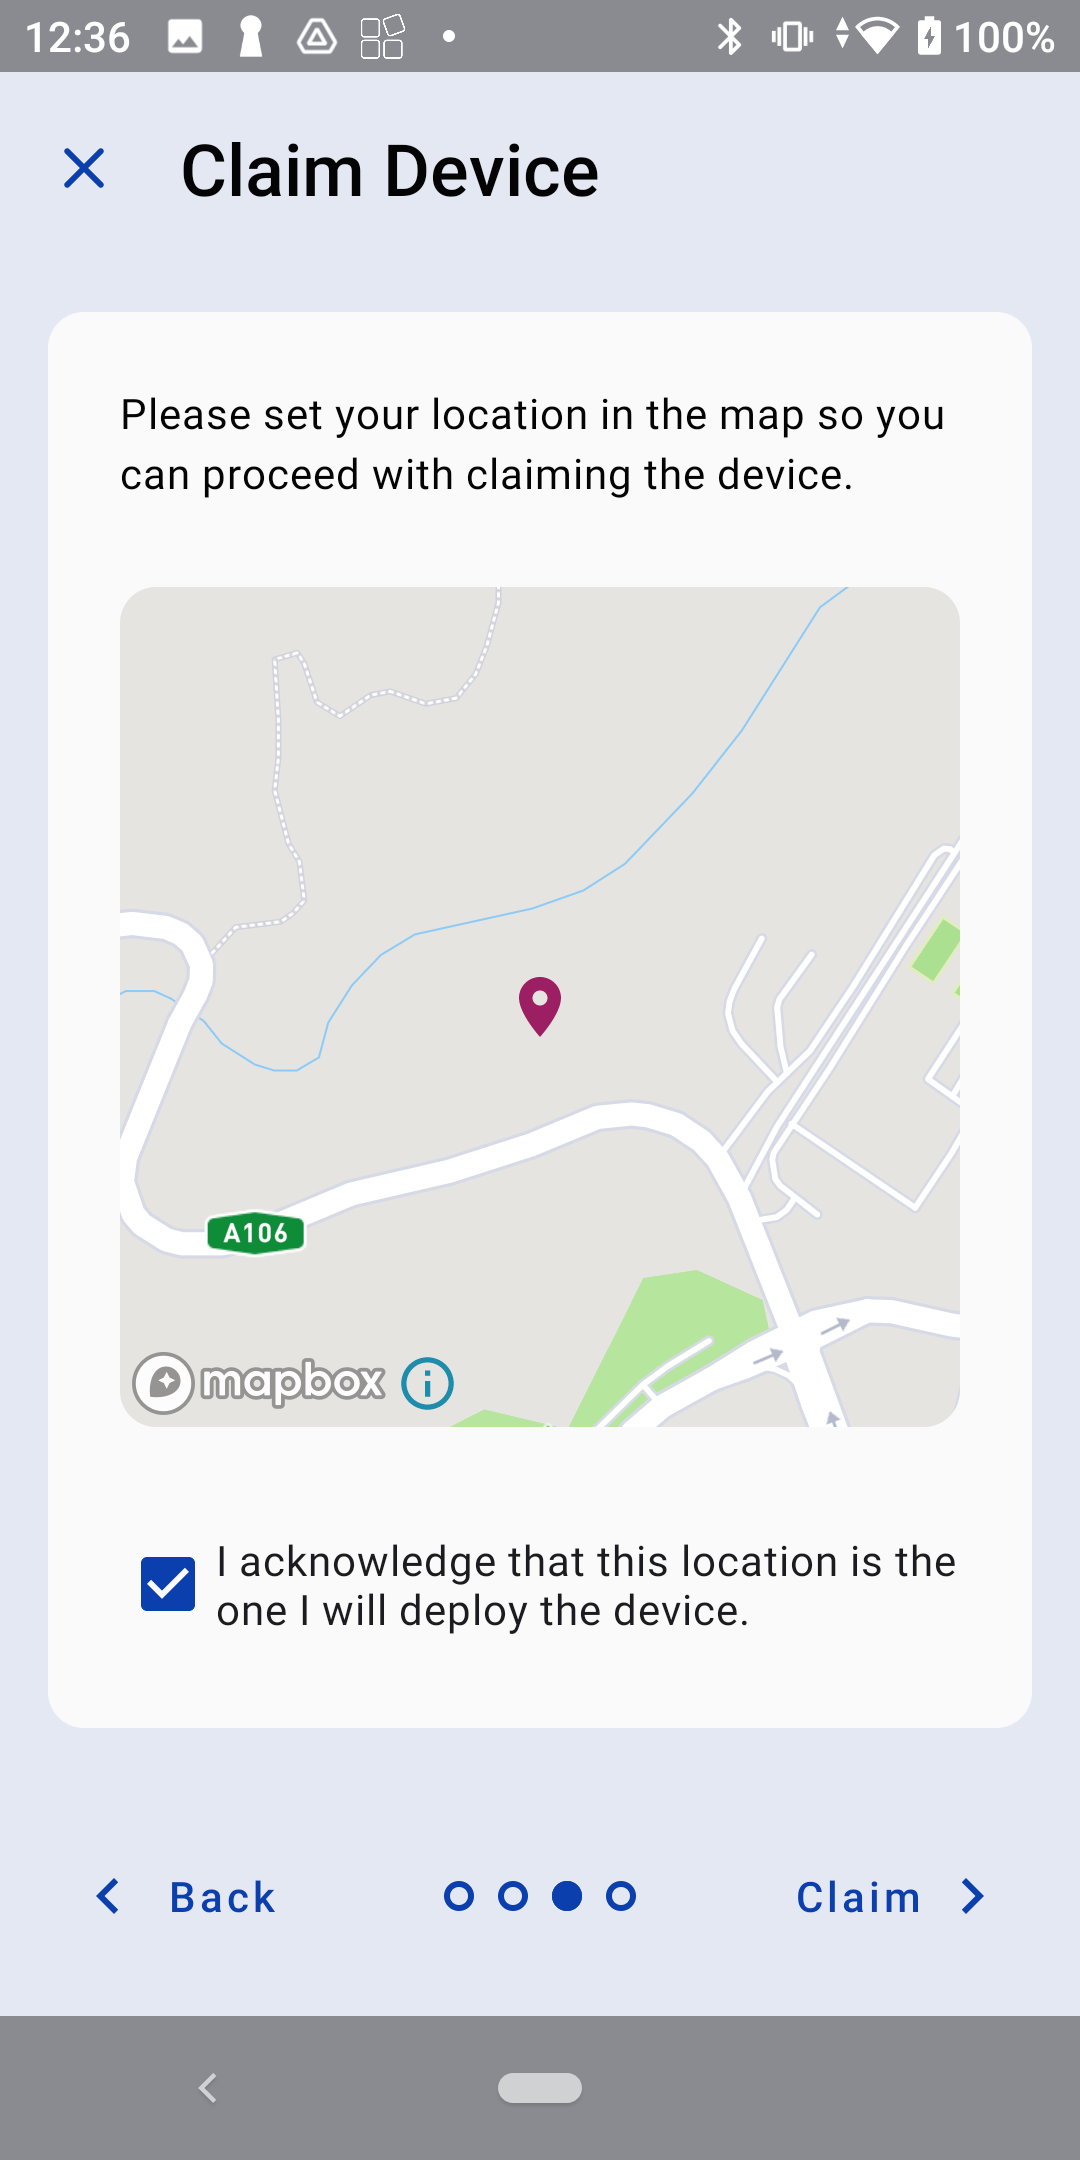 12:36
100%
Claim Device
Please set your location in the map so you
can proceed with claiming the device.
A106
mapbox
I acknowledge that this location is the
one I will deploy the device.
Back
Claim